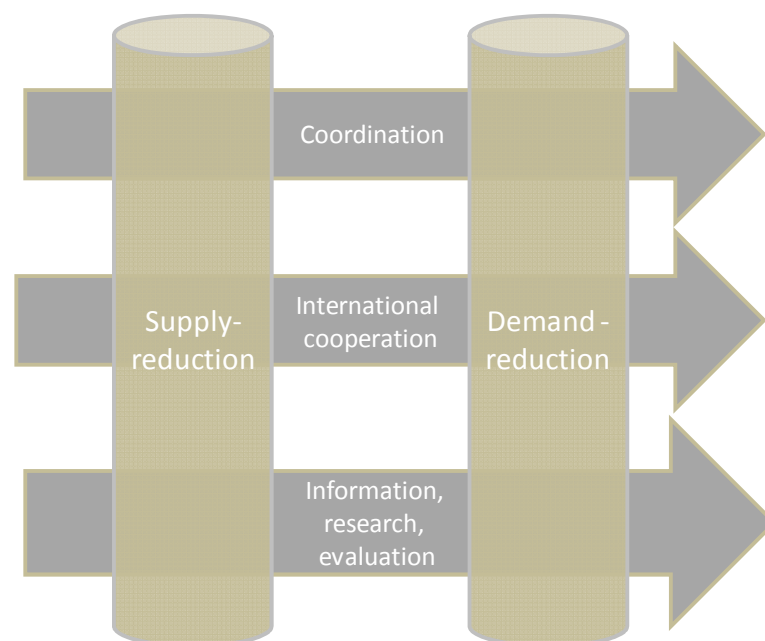 Coordination
Supply-
reduction
International
cooperation
Demand -
reduction
Information,
research,
evaluation